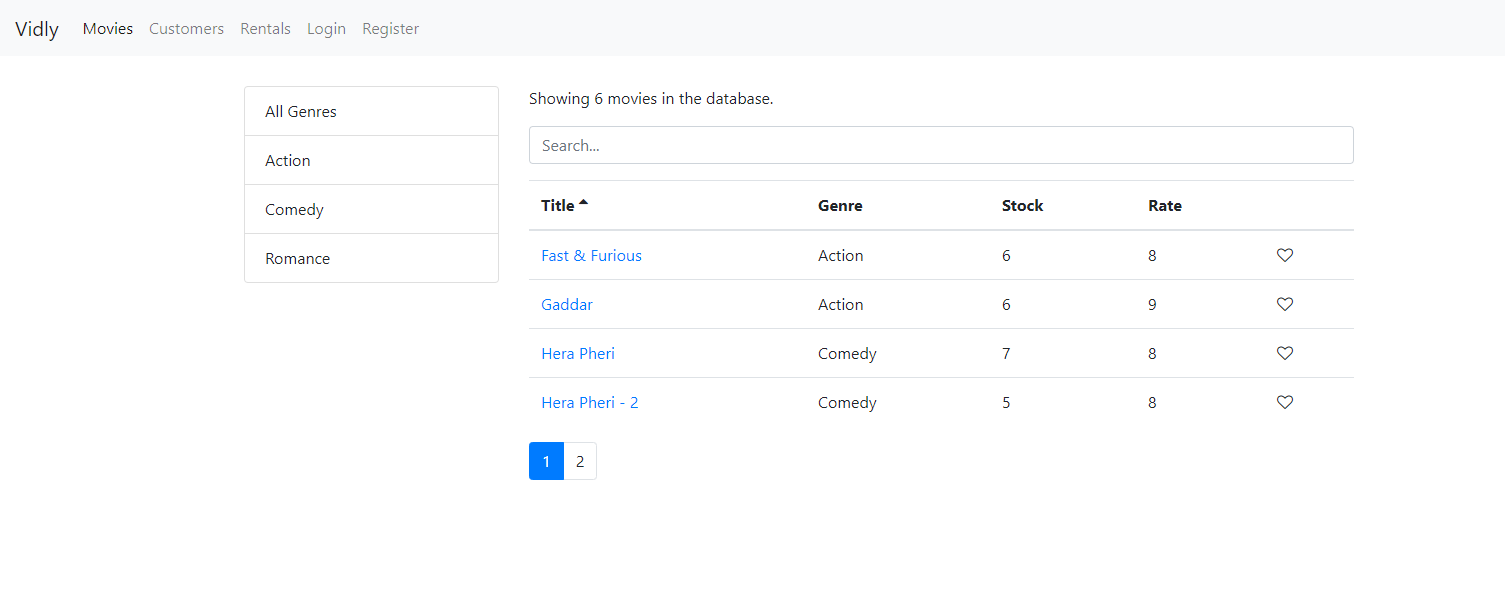 Vidly Movies Customers Rentals Login Register
All Genres
Action
Comedy
Romance
Showing 6 movies in the database.
Search...
Title Genre Stock Rate
Fast & Furious Action 6 8
Gaddar Action 6 9
Hera Pheri Comedy 7 8
Hera Pheri - 2 Comedy 5 8
1 2